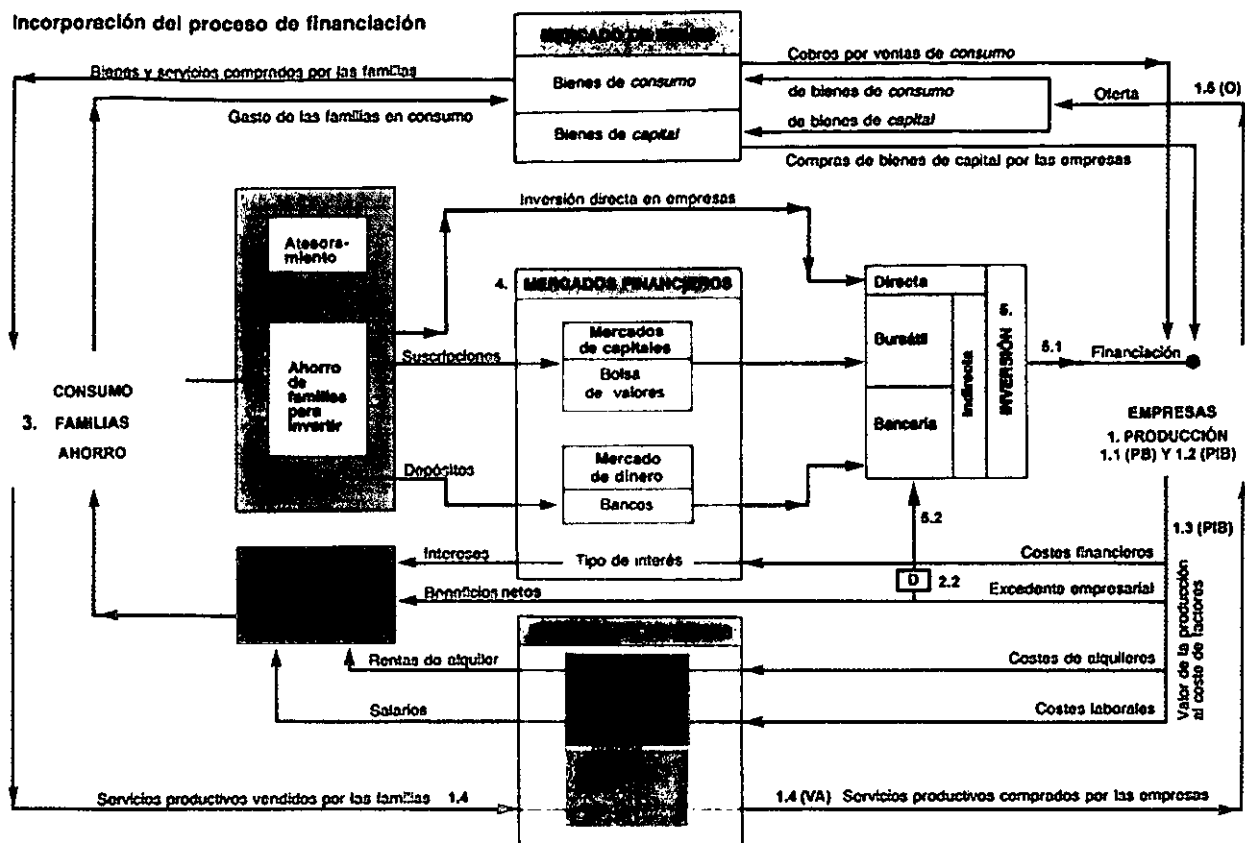 Incorporación del proceso de financiación
Bienes y servicios comprados por las familias
Gasto de las familias en consumo
Bienes de consumo
Bienes de capital
Cobros por ventas de consumo
de bienes de consumo
de bienes de capital
Oferta
1.5 (O)
Compras de bienes de capital por las empresas
Inversión directa en empresas
Atesora-
miento
Ahorro
de
familias
para
invertir
Suscripciones
Depósitos
4. MERCADOS FINANCIEROS
Mercados
de capitales
Bolsa
de valores
Mercado
de dinero
Bancos
Tipo de interés
Directa
Bursátil
Bancaria
Indirecta
INVERSIÓN 5.
5.1
Financiación
5.2
EMPRESAS
1. PRODUCCIÓN
1.1 (PB) Y 1.2 (PIB)
1.3 (PIB)
Valor de la producción
al coste de factores
CONSUMO
3. FAMILIAS
AHORRO
Intereses
Costes financieros
D
2.2
Beneficios netos
Excedente empresarial
Rentas de alquiler
Costes de alquileres
Salarios
Costes laborales
Servicios productivos vendidos por las familias 1.4
1.4 (VA) Servicios productivos comprados por las empresas